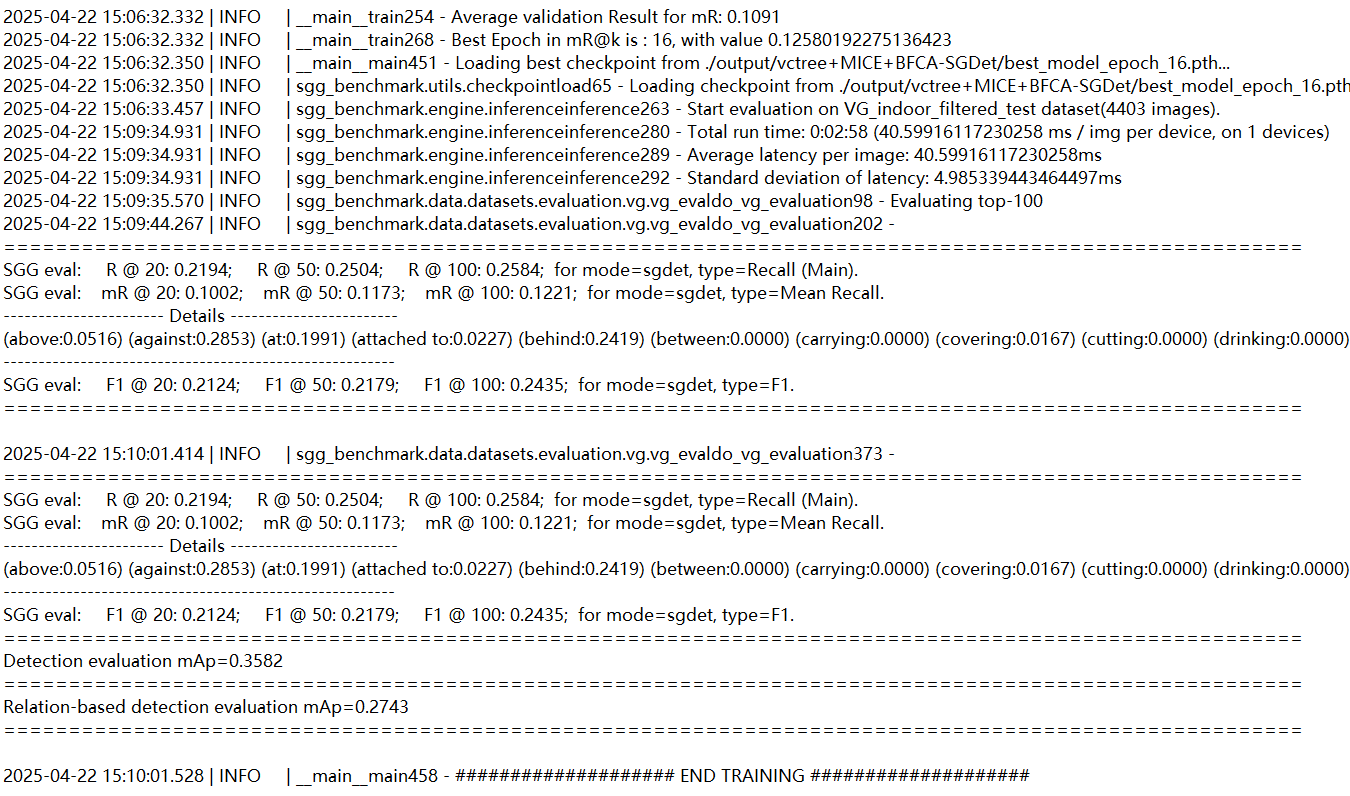 2025-04-22 15:06:32.332 | INFO | __main__train254 - Average validation Result for mR: 0.1091
2025-04-22 15:06:32.332 | INFO | __main__train268 - Best Epoch in mR@k is : 16, with value 0.12580192275136423
2025-04-22 15:06:32.350 | INFO | __main__main451 - Loading best checkpoint from ./output/vctree+MICE+BFCA-SGDet/best_model_epoch_16.pth...
2025-04-22 15:06:32.350 | INFO | sgg_benchmark.utils.checkpointload65 - Loading checkpoint from ./output/vctree+MICE+BFCA-SGDet/best_model_epoch_16.pth
2025-04-22 15:06:33.457 | INFO | sgg_benchmark.engine.inferenceinference263 - Start evaluation on VG_indoor_filtered_test dataset(4403 images).
2025-04-22 15:09:34.931 | INFO | sgg_benchmark.engine.inferenceinference280 - Total run time: 0:02:58 (40.59916117230258 ms / img per device, on 1 devices)
2025-04-22 15:09:34.931 | INFO | sgg_benchmark.engine.inferenceinference289 - Average latency per image: 40.59916117230258ms
2025-04-22 15:09:34.931 | INFO | sgg_benchmark.engine.inferenceinference292 - Standard deviation of latency: 4.985339443464497ms
2025-04-22 15:09:35.570 | INFO | sgg_benchmark.data.datasets.evaluation.vg.vg_evaldo_vg_evaluation98 - Evaluating top-100
2025-04-22 15:09:44.267 | INFO | sgg_benchmark.data.datasets.evaluation.vg.vg_evaldo_vg_evaluation202 -
====================================================================================================
SGG eval: R @ 20: 0.2194; R @ 50: 0.2504; R @ 100: 0.2584; for mode=sgdet, type=Recall (Main).
SGG eval: mR @ 20: 0.1002; mR @ 50: 0.1173; mR @ 100: 0.1221; for mode=sgdet, type=Mean Recall.
----------------------- Details ------------------------
(above:0.0516) (against:0.2853) (at:0.1991) (attached to:0.0227) (behind:0.2419) (between:0.0000) (carrying:0.0000) (covering:0.0167) (cutting:0.0000) (drinking:0.0000)
--------------------------------------------------------
SGG eval: F1 @ 20: 0.2124; F1 @ 50: 0.2179; F1 @ 100: 0.2435; for mode=sgdet, type=F1.
====================================================================================================
2025-04-22 15:10:01.414 | INFO | sgg_benchmark.data.datasets.evaluation.vg.vg_evaldo_vg_evaluation373 -
====================================================================================================
SGG eval: R @ 20: 0.2194; R @ 50: 0.2504; R @ 100: 0.2584; for mode=sgdet, type=Recall (Main).
SGG eval: mR @ 20: 0.1002; mR @ 50: 0.1173; mR @ 100: 0.1221; for mode=sgdet, type=Mean Recall.
----------------------- Details ------------------------
(above:0.0516) (against:0.2853) (at:0.1991) (attached to:0.0227) (behind:0.2419) (between:0.0000) (carrying:0.0000) (covering:0.0167) (cutting:0.0000) (drinking:0.0000)
--------------------------------------------------------
SGG eval: F1 @ 20: 0.2124; F1 @ 50: 0.2179; F1 @ 100: 0.2435; for mode=sgdet, type=F1.
====================================================================================================
Detection evaluation mAp=0.3582
====================================================================================================
Relation-based detection evaluation mAp=0.2743
====================================================================================================
2025-04-22 15:10:01.528 | INFO | __main__main458 - #################### END TRAINING ####################